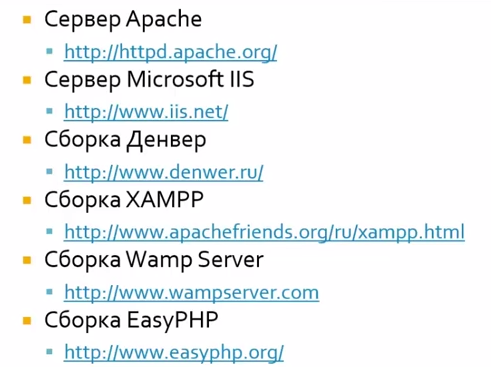 Сервер Apache
http://httpd.apache.org/
Сервер Microsoft IIS
http://www.iis.net/
Сборка Денвер
http://www.denwer.ru/
Сборка XAMPP
http://www.apachefriends.org/ru/xampp.html
Сборка Wamp Server
http://www.wampserver.com
Сборка EasyPHP
http://www.easyphp.org/